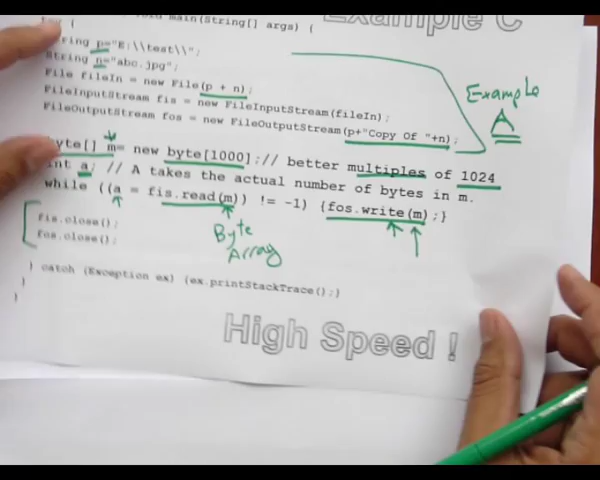 Example C
void main(String[] args) {
try {
String p="E:\\test\\";
String n="abc.jpg";
File fileIn = new File(p + n);
FileInputStream fis = new FileInputStream(fileIn);
FileOutputStream fos = new FileOutputStream(p+"Copy Of "+n);
Example
A
byte[] m= new byte[1000];// better multiples of 1024
int a; // A takes the actual number of bytes in m.
while ((a = fis.read(m)) != -1) {fos.write(m);}
fis.close();
fos.close();
Byte
Array
} catch (Exception ex) {ex.printStackTrace();}
}
}
High Speed !